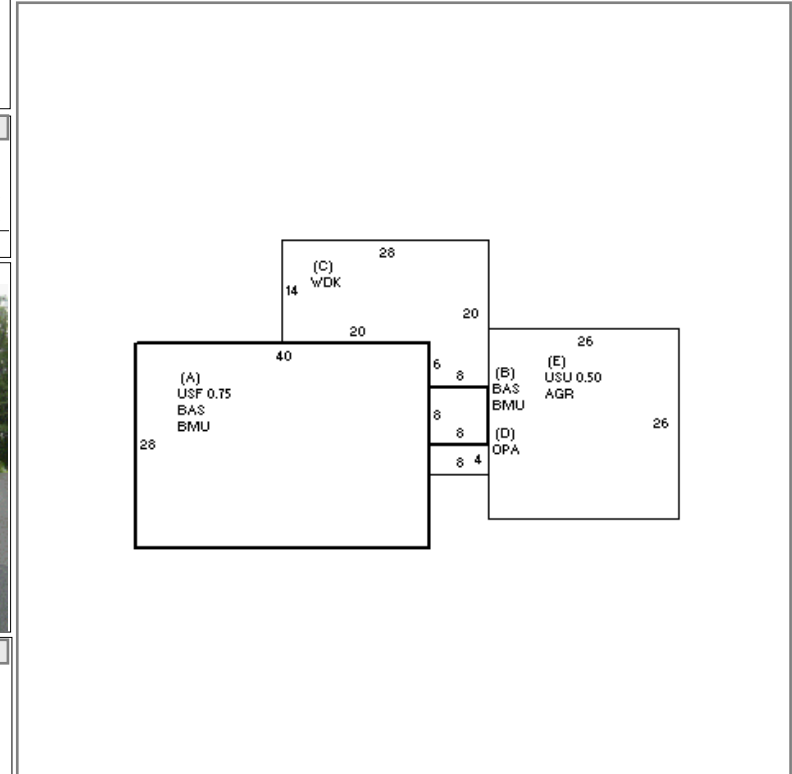 28
(C)
WDK
14
20
20
40
26
6
8
(A)
USF 0.75
BAS
BMU
28
(B)
BAS
BMU
(E)
USU 0.50
AGR
26
8
8
(D)
OPA
8 4